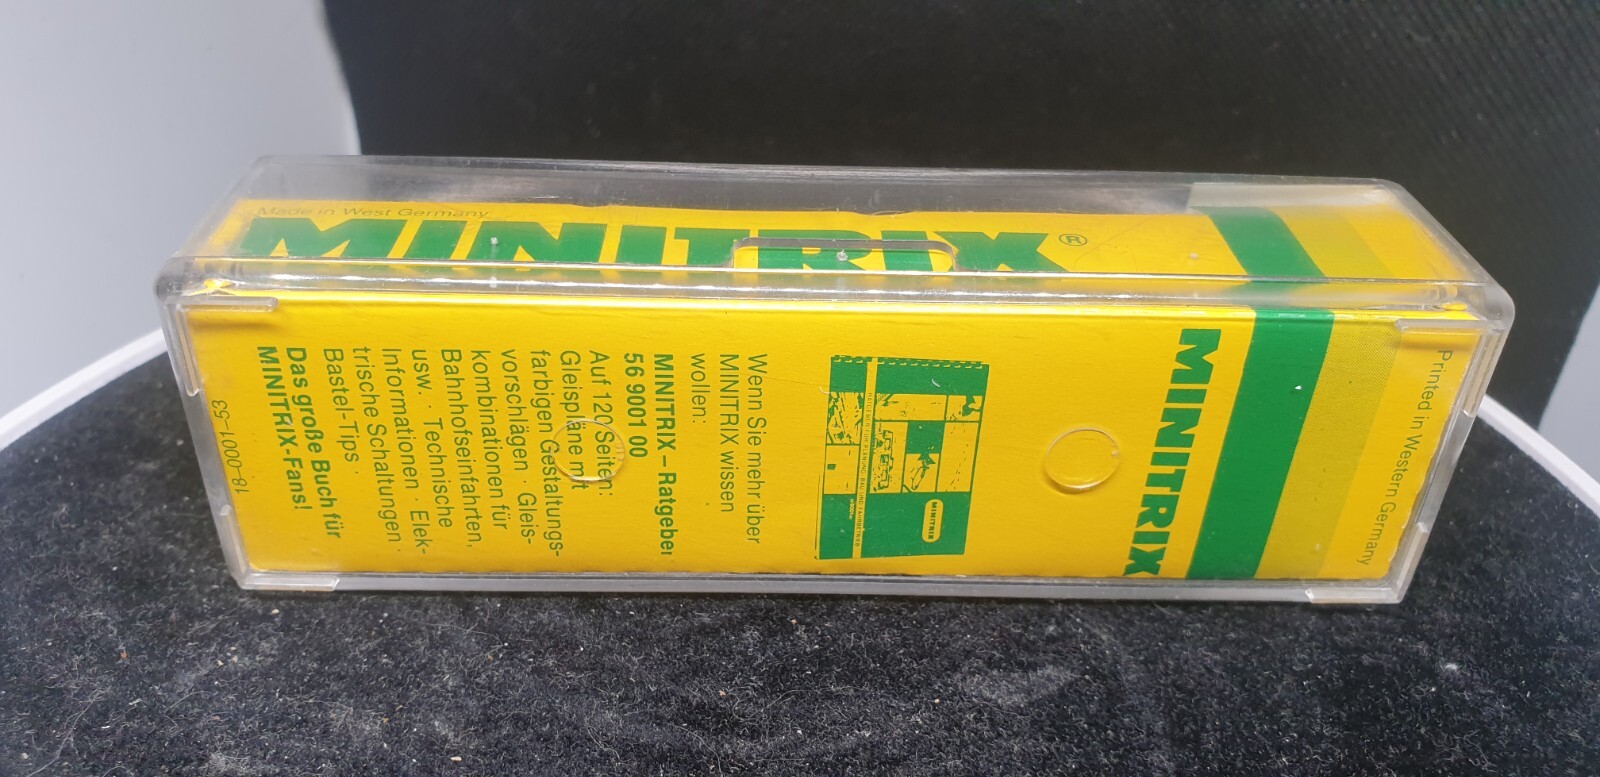 Made in West Germany
MINITRIX®
Printed in Western Germany
MINITRIX
MINITRIX
Wenn Sie mehr über
MINITRIX wissen
wollen:
MINITRIX–Ratgeber
56 9001 00
Auf 120 Seiten:
Gleispläne mit
farbigen Gestaltungs-
vorschlägen · Gleis-
kombinationen für
Bahnhofseinfahrten,
usw. · Technische
Informationen · Elek-
trische Schaltungen ·
Bastel-Tips ·
Das große Buch für
MINITRIX-Fans!
18-0001-53